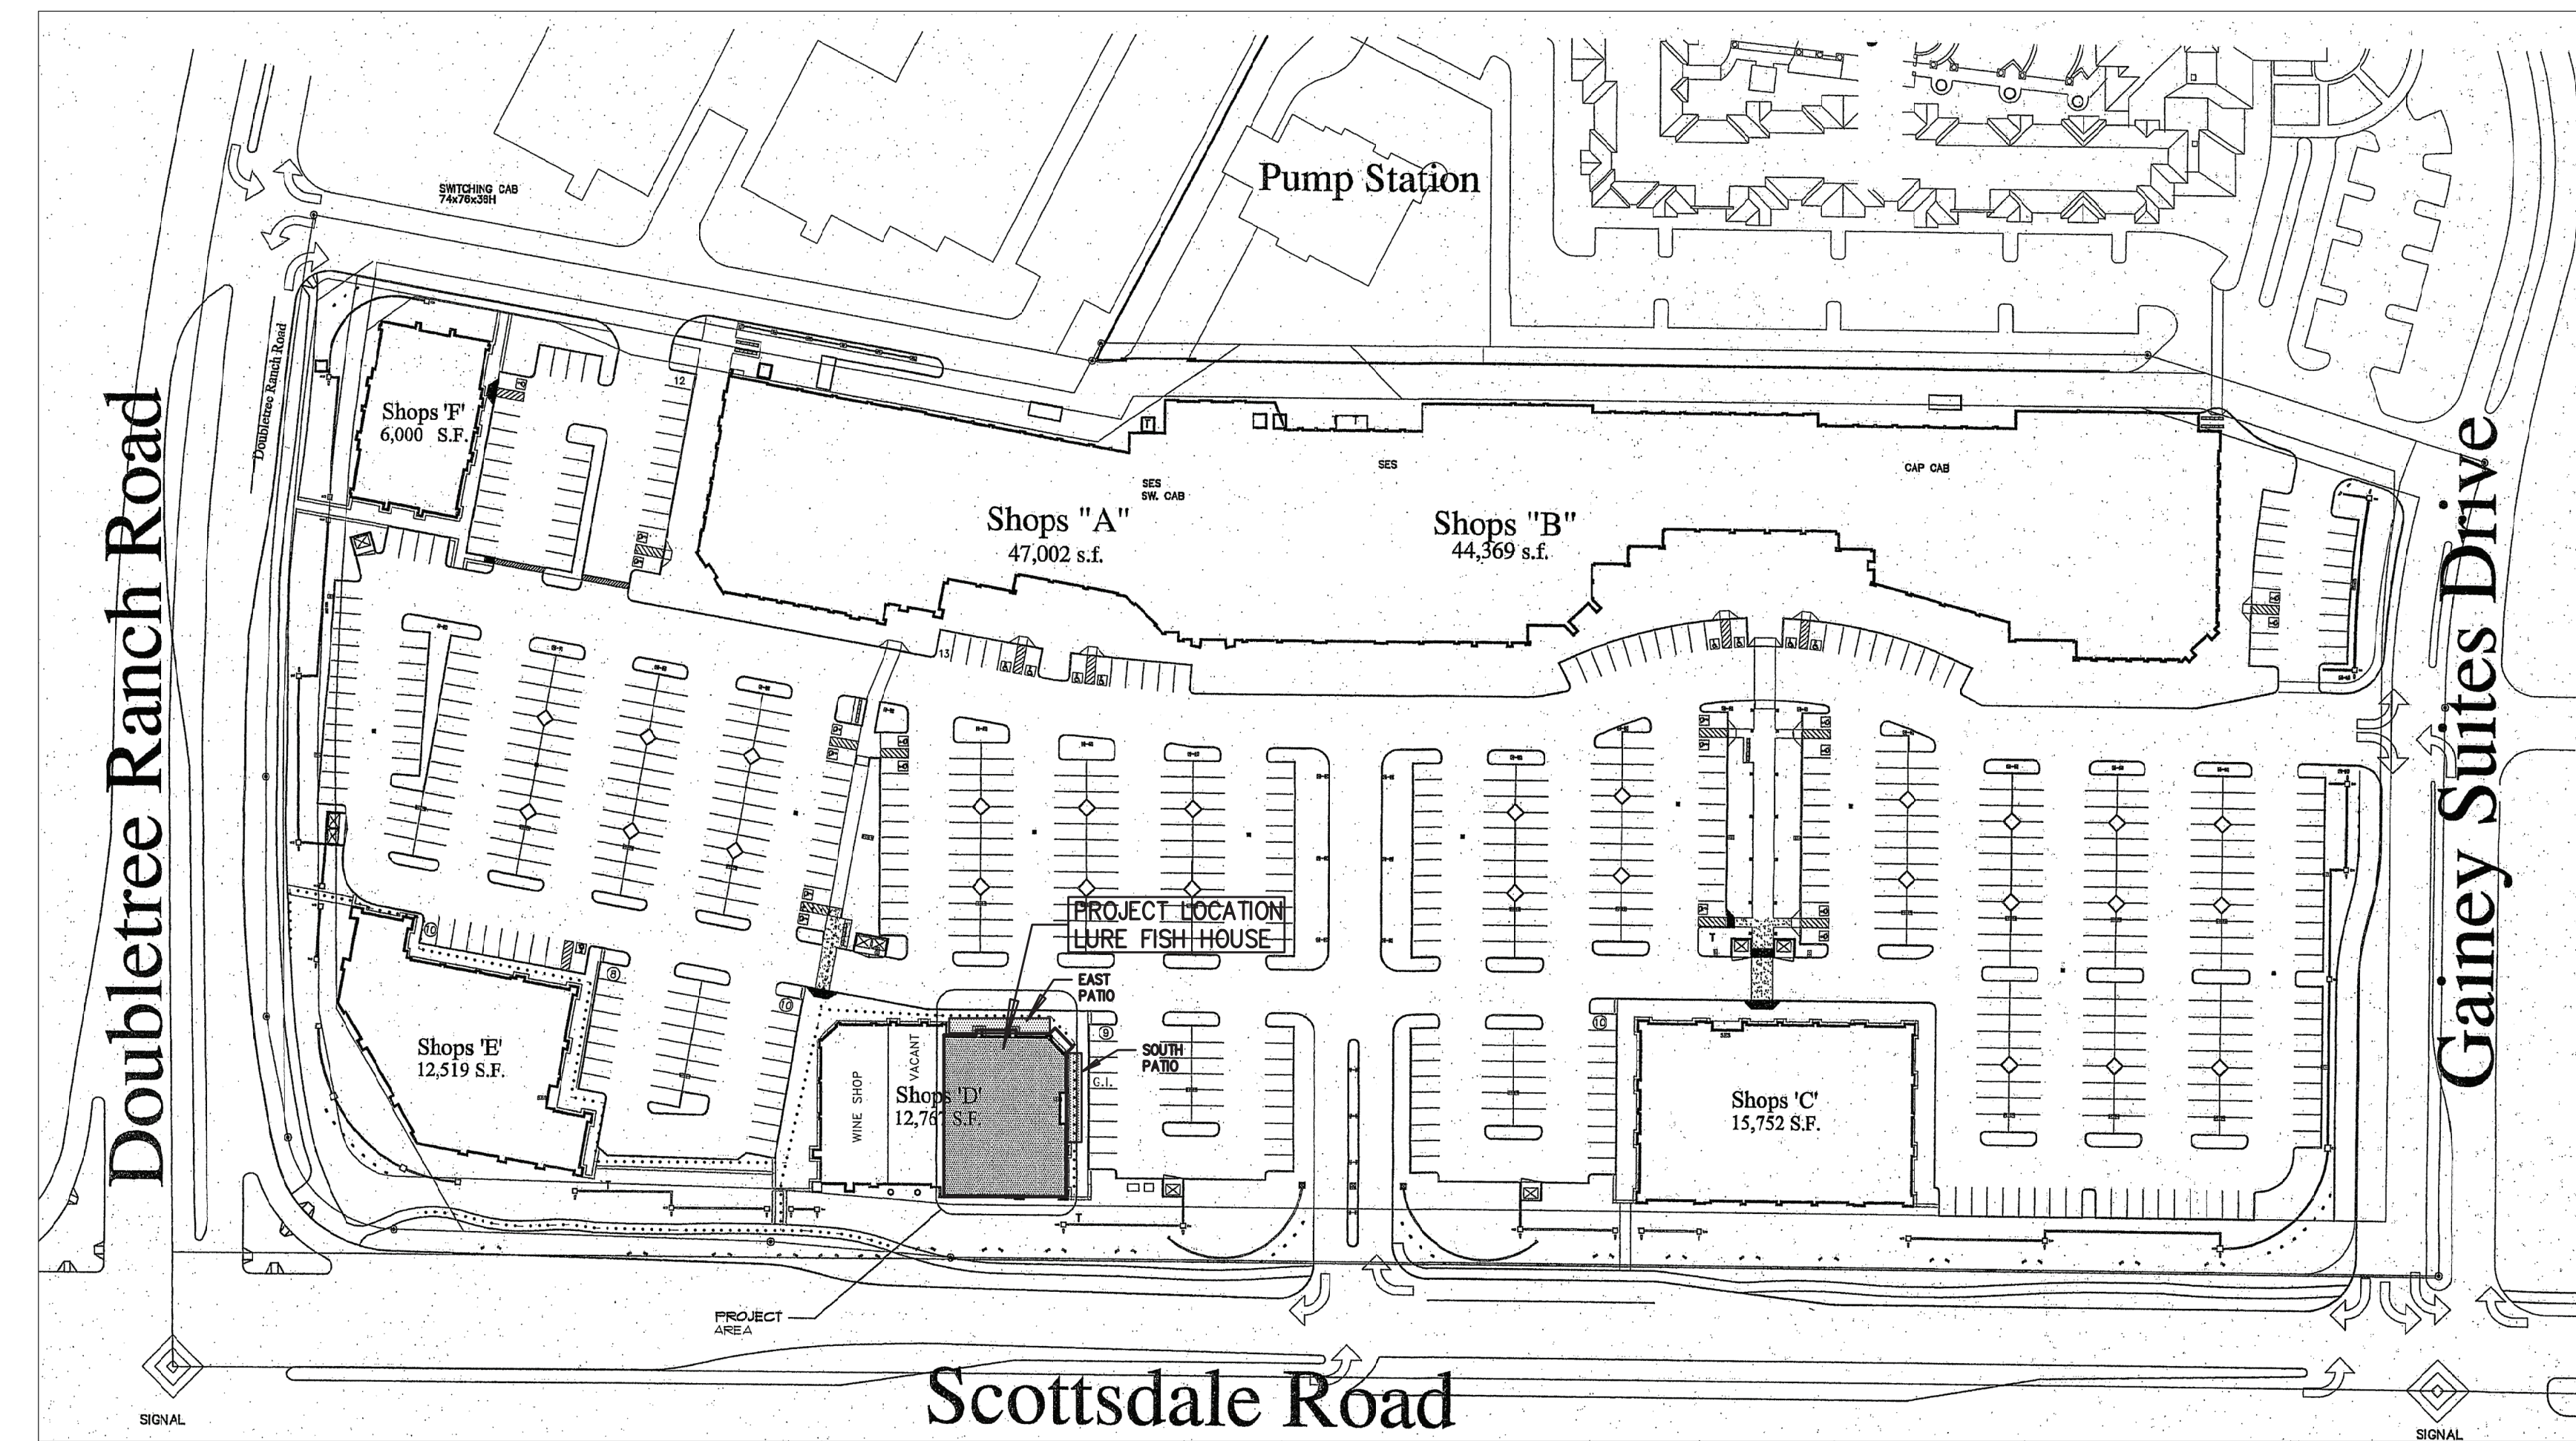 Pump Station
SWITCHING CAB
74x76x36H
Doubletree Ranch Road
Doubletree Ranch Road
Shops 'F'
6,000 S.F.
12
T
T
SES
SW. CAB
SES
CAP CAB
Shops "A"
47,002 s.f.
Shops "B"
44,369 s.f.
13
Gainey Suites Drive
PROJECT LOCATION
LURE FISH HOUSE
EAST
PATIO
10
8
10
9
10
T
SOUTH
PATIO
G.I.
Shops 'E'
12,519 S.F.
WINE SHOP
VACANT
Shops 'D'
12,767 S.F.
SES
Shops 'C'
15,752 S.F.
T
T
PROJECT
AREA
Scottsdale Road
SIGNAL
SIGNAL